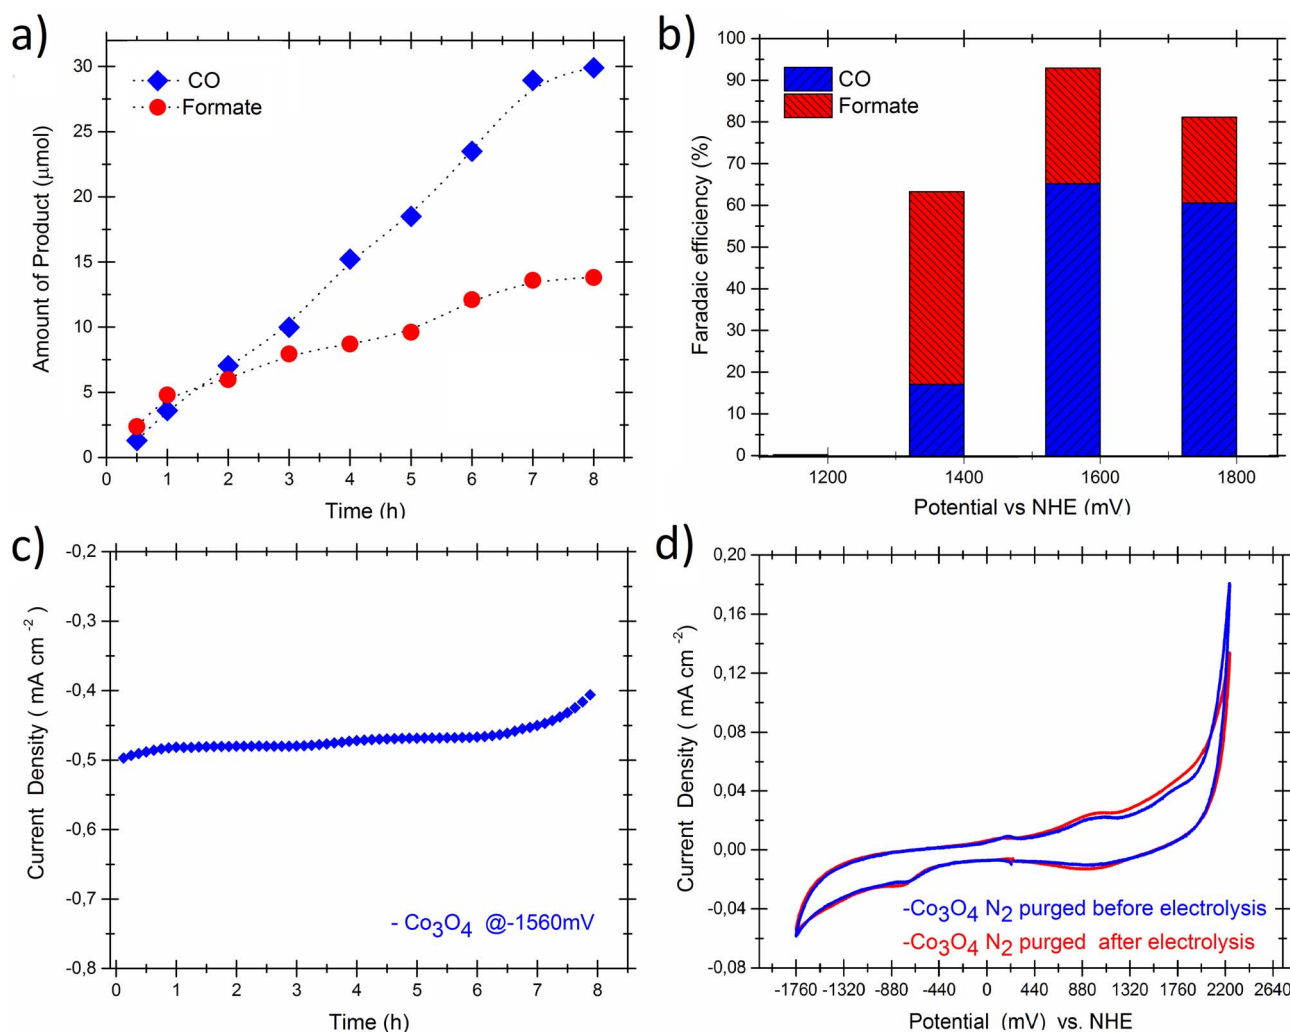 a)
CO
Formate
30
25
20
15
10
5
0
0 1 2 3 4 5 6 7 8
Amount of Product (μmol)
Time (h)
b)
CO
Formate
100
90
80
70
60
50
40
30
20
10
0
1200 1400 1600 1800
Faradaic efficiency (%)
Potential vs NHE (mV)
c)
-0,2
-0,3
-0,4
-0,5
-0,6
-0,7
-0,8
0 1 2 3 4 5 6 7 8
Current Density ( mA cm⁻²)
- Co₃O₄ @-1560mV
Time (h)
d)
0,20
0,16
0,12
0,08
0,04
0,00
-0,04
-0,08
-1760 -1320 -880 -440 0 440 880 1320 1760 2200 2640
Current Density ( mA cm⁻²)
-Co₃O₄ N₂ purged before electrolysis
-Co₃O₄ N₂ purged after electrolysis
Potential (mV) vs. NHE